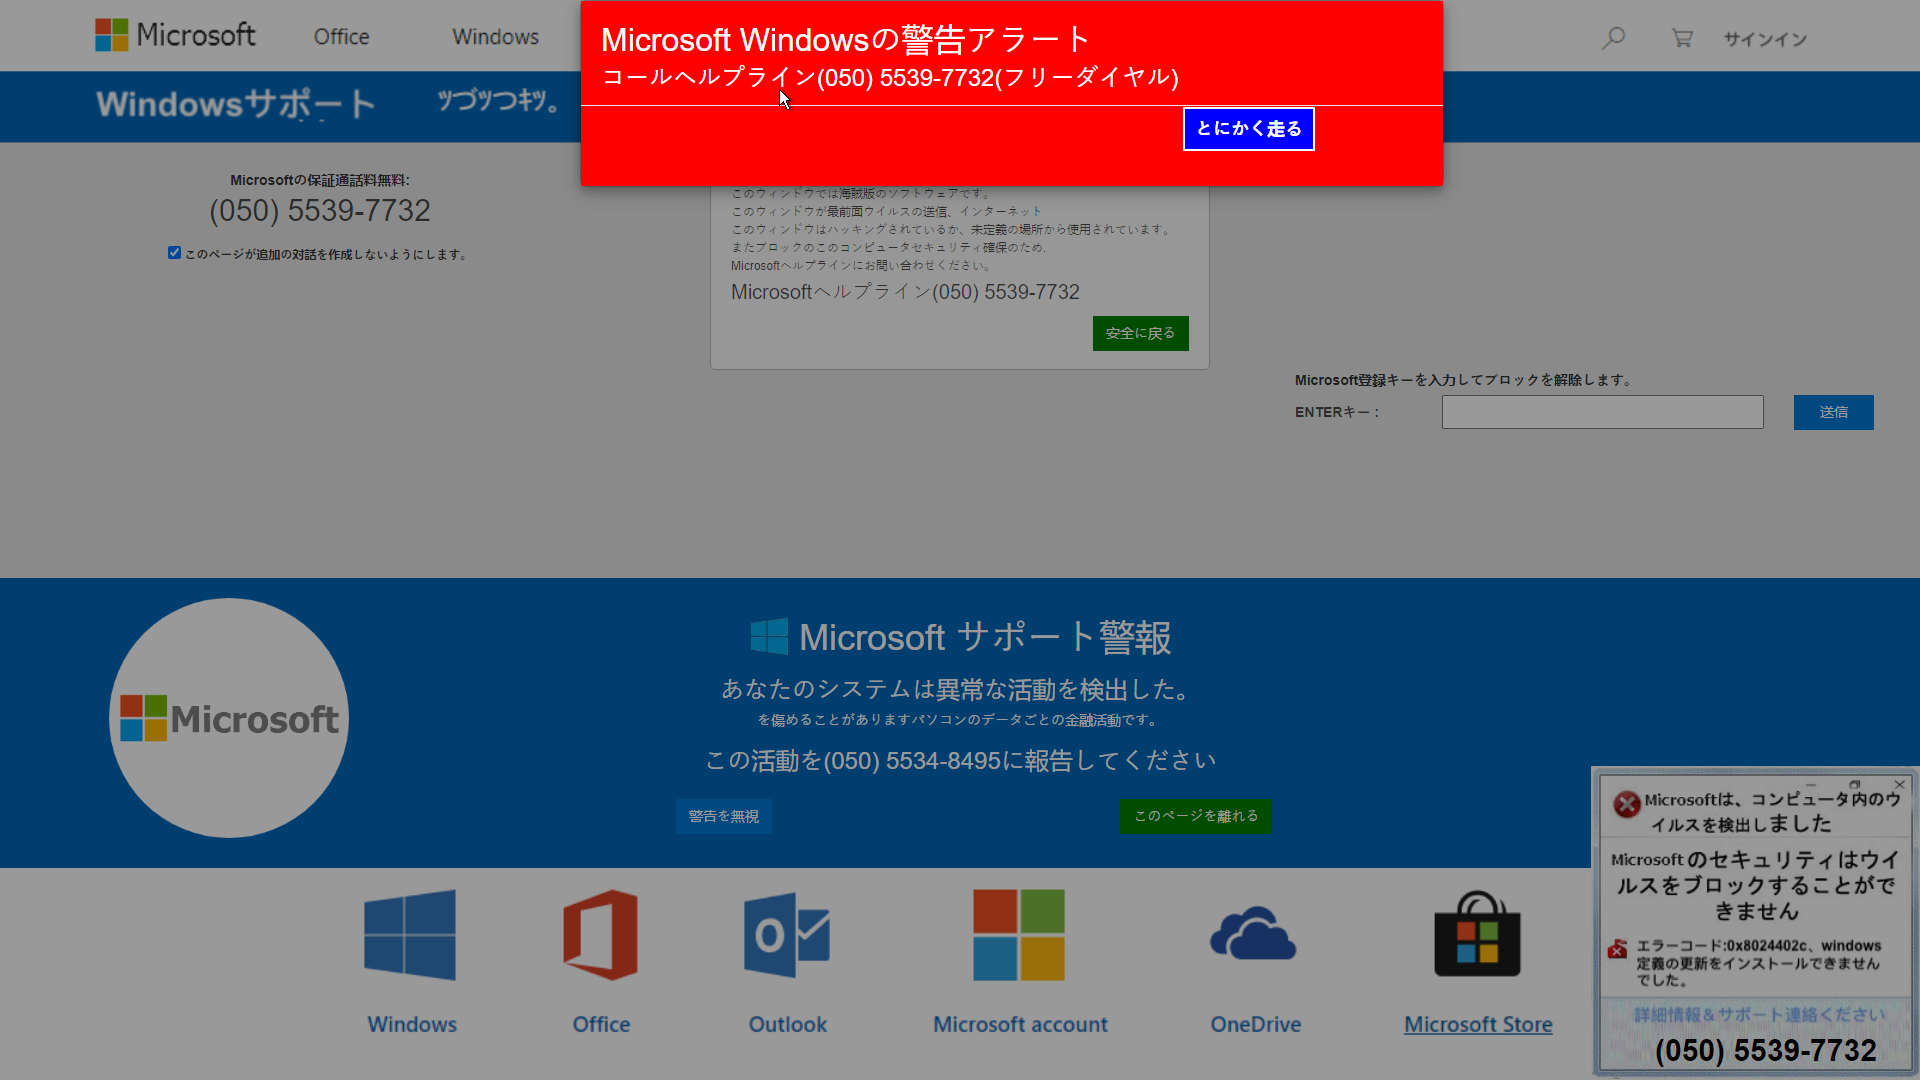 Microsoft Office Windows サインイン
Microsoft Windowsの警告アラート
コールヘルプライン(050) 5539-7732(フリーダイヤル)
とにかく走る
Windowsサポート
Microsoftの保証通話料無料:
(050) 5539-7732
このページが追加の対話を作成しないようにします。
このウィンドウでは海賊版のソフトウェアです。
このウィンドウが最前面ウイルスの送信、インターネット
このウィンドウはハッキングされているか、未定義の場所から使用されています。
またブロックのこのコンピュータセキュリティ確保のため.
Microsoftヘルプラインにお問い合わせください。
Microsoftヘルプライン(050) 5539-7732
安全に戻る
Microsoft登録キーを入力してブロックを解除します。
ENTERキー：
送信
Microsoft
Microsoft サポート警報
あなたのシステムは異常な活動を検出した。
を傷めることがありますパソコンのデータごとの金融活動です。
この活動を(050) 5534-8495に報告してください
警告を無視
このページを離れる
Microsoftは、コンピュータ内のウ
イルスを検出しました
Microsoft のセキュリティはウイ
ルスをブロックすることがで
きません
エラーコード:0x8024402c、windows
定義の更新をインストールできません
でした。
詳細情報＆サポート連絡ください
(050) 5539-7732
Windows
Office
Outlook
Microsoft account
OneDrive
Microsoft Store